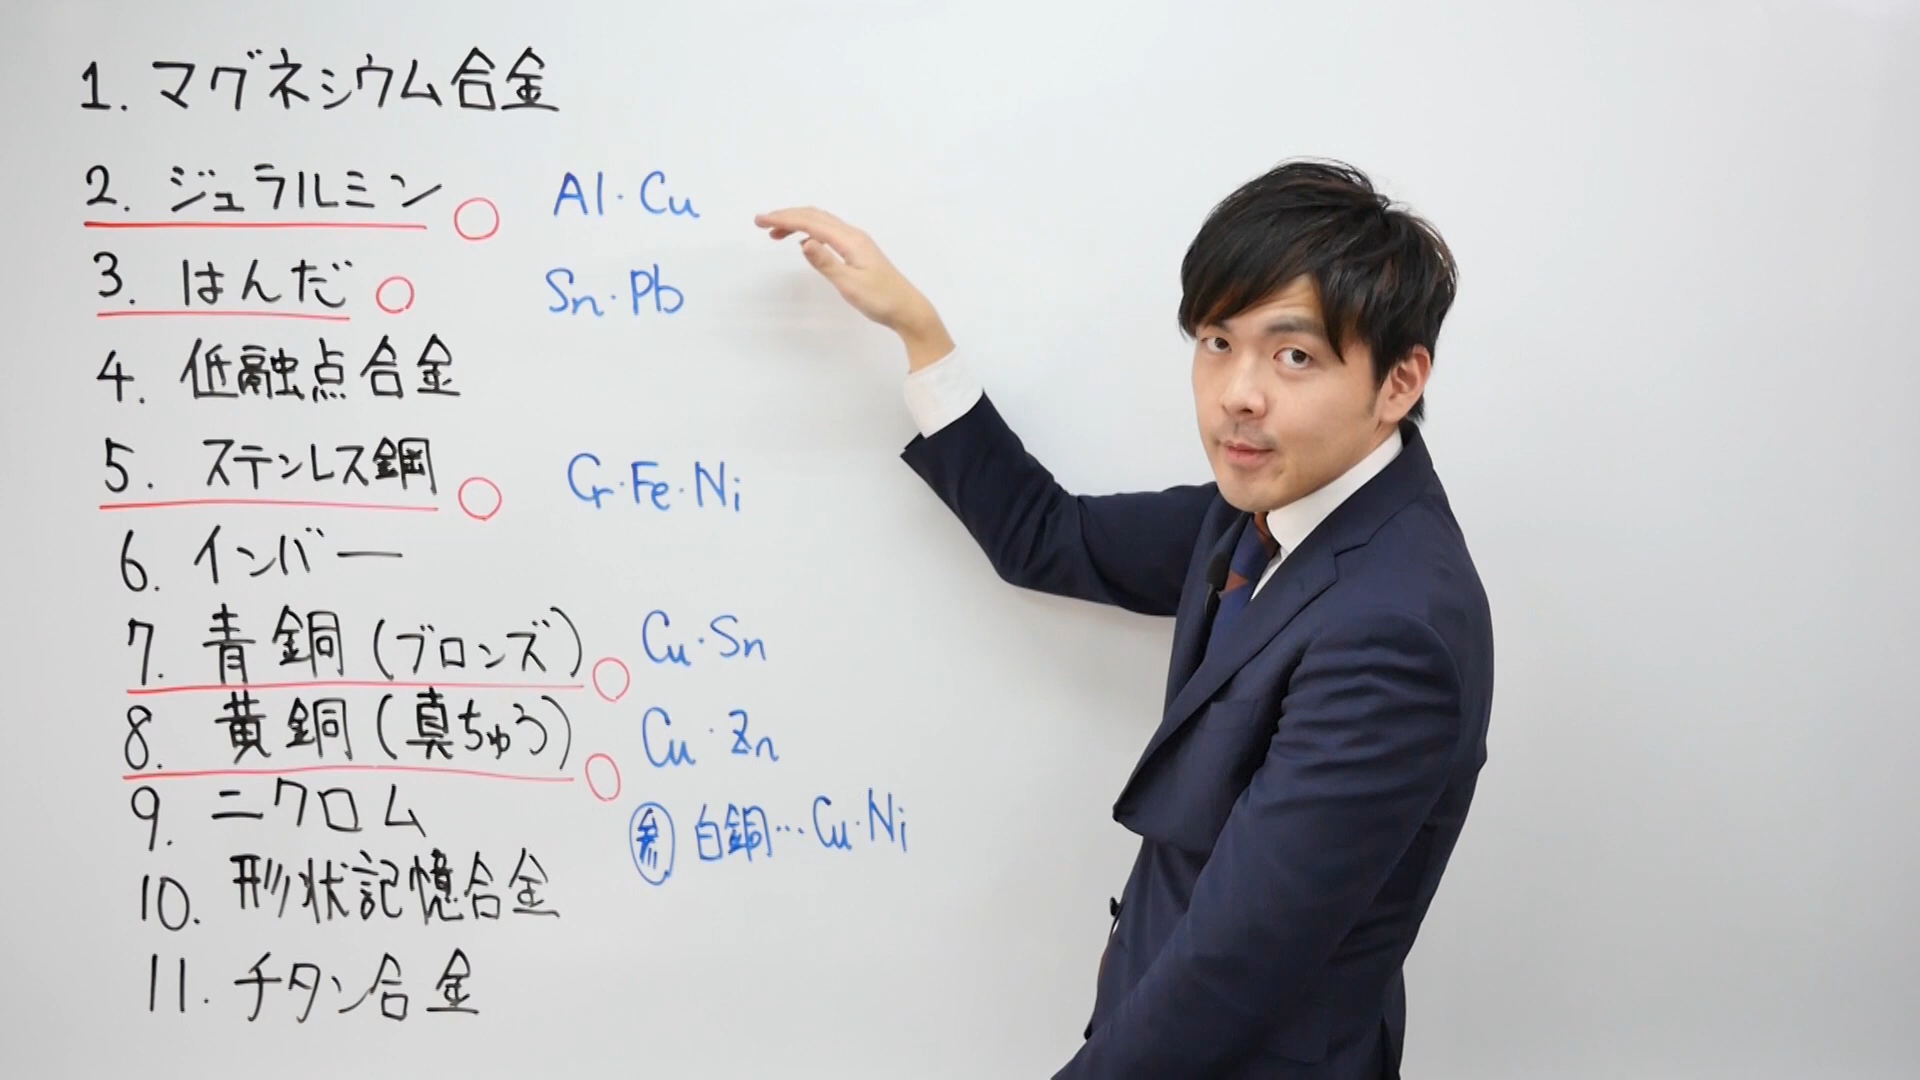 1. マグネシウム合金
2. ジュラルミン ○ Al・Cu
3. はんだ ○ Sn・Pb
4. 低融点合金
5. ステンレス鋼 ○ Cr・Fe・Ni
6. インバー
7. 青銅(ブロンズ) ○ Cu・Sn
8. 黄銅(真ちゅう) ○ Cu・Zn
9. ニクロム
参 白銅…Cu・Ni
10. 形状記憶合金
11. チタン合金